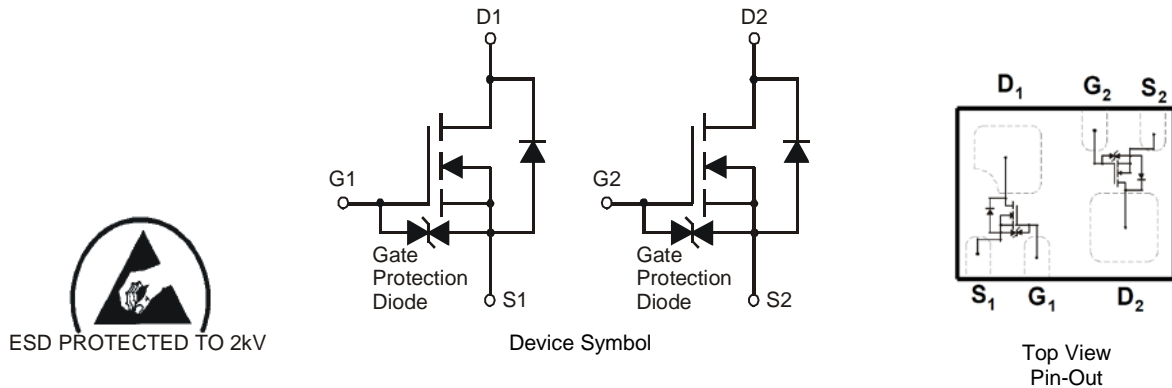 D1
D2
G1
G2
Gate
Protection
Diode
Gate
Protection
Diode
S1
S2
Device Symbol
ESD PROTECTED TO 2kV
D1
G2
S2
S1
G1
D2
Top View
Pin-Out